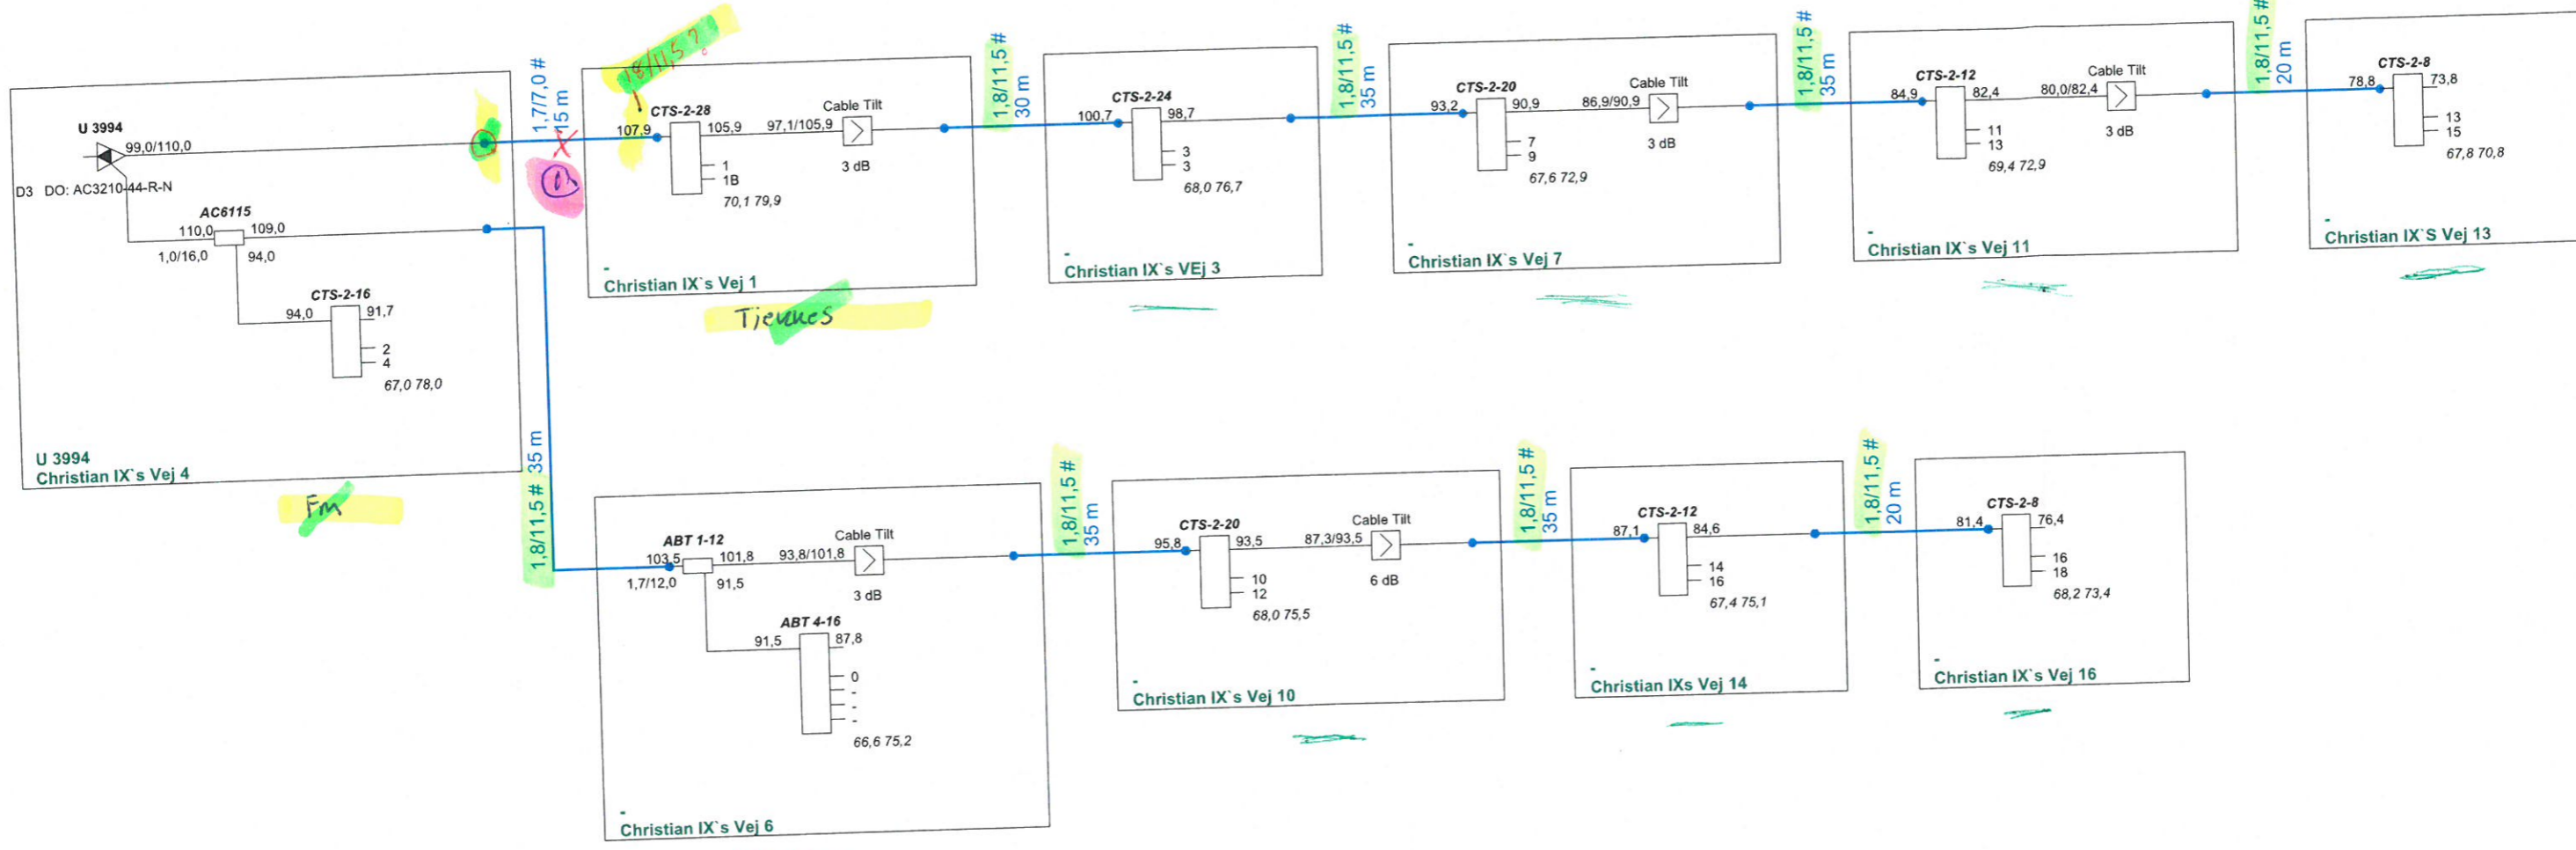 U 3994
99,0/110,0
D3 DO: AC3210-44-R-N
AC6115
110,0 109,0
1,0/16,0 94,0
CTS-2-16
94,0 91,7
2
4
67,0 78,0
U 3994
Christian IX`s Vej 4
1,7/7,0 #
15 m
X
1,8/11,5 ?
CTS-2-28
107,9 105,9
1
1B
70,1 79,9
97,1/105,9
Cable Tilt
3 dB
-
Christian IX`s Vej 1
1,8/11,5 #
30 m
CTS-2-24
100,7 98,7
3
3
68,0 76,7
-
Christian IX`s VEj 3
1,8/11,5 #
35 m
CTS-2-20
93,2 90,9
7
9
67,6 72,9
86,9/90,9
Cable Tilt
3 dB
-
Christian IX`s Vej 7
1,8/11,5 #
35 m
CTS-2-12
84,9 82,4
11
13
69,4 72,9
80,0/82,4
Cable Tilt
3 dB
-
Christian IX`s Vej 11
1,8/11,5 #
20 m
CTS-2-8
78,8 73,8
13
15
67,8 70,8
-
Christian IX`S Vej 13
1,8/11,5 # 35 m
ABT 1-12
103,5 101,8
1,7/12,0 91,5
93,8/101,8
Cable Tilt
3 dB
ABT 4-16
91,5 87,8
0
-
-
-
66,6 75,2
-
Christian IX`s Vej 6
1,8/11,5 #
35 m
CTS-2-20
95,8 93,5
10
12
68,0 75,5
87,3/93,5
Cable Tilt
6 dB
-
Christian IX`s Vej 10
1,8/11,5 #
35 m
CTS-2-12
87,1 84,6
14
16
67,4 75,1
-
Christian IXs Vej 14
1,8/11,5 #
20 m
CTS-2-8
81,4 76,4
16
18
68,2 73,4
-
Christian IX`s Vej 16